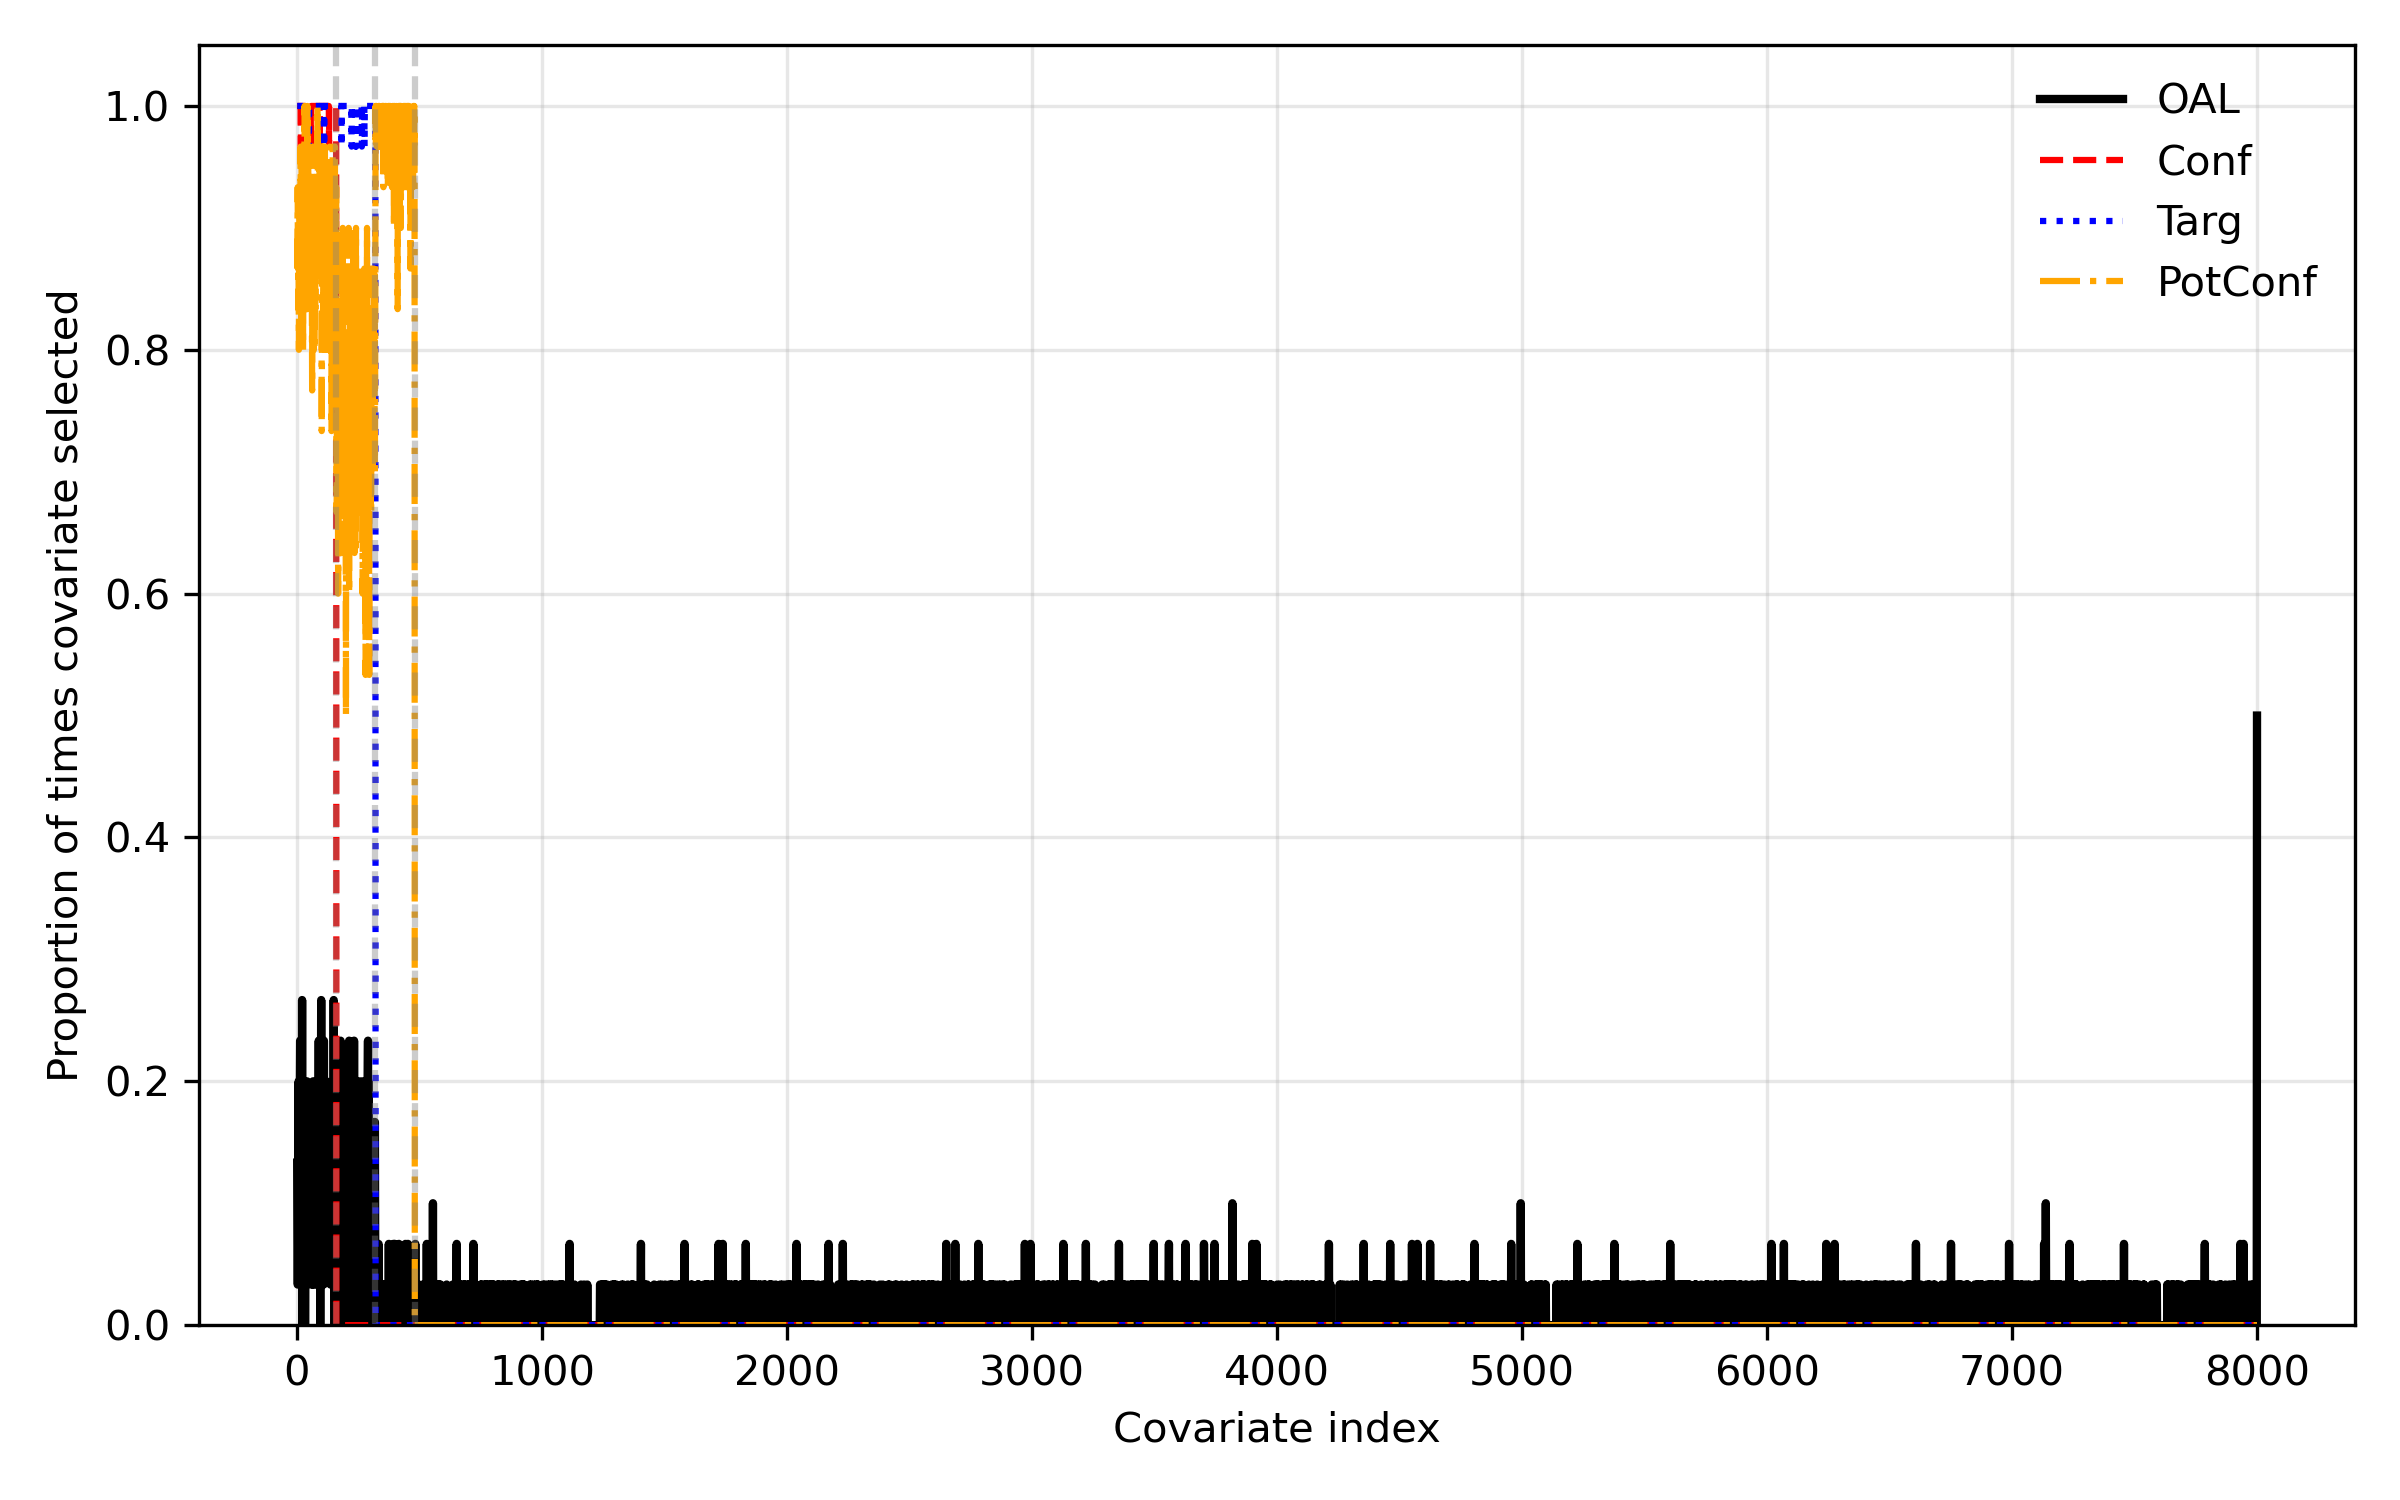 Proportion of times covariate selected
1.0
0.8
0.6
0.4
0.2
0.0
OAL
Conf
Targ
PotConf
0 1000 2000 3000 4000 5000 6000 7000 8000
Covariate index